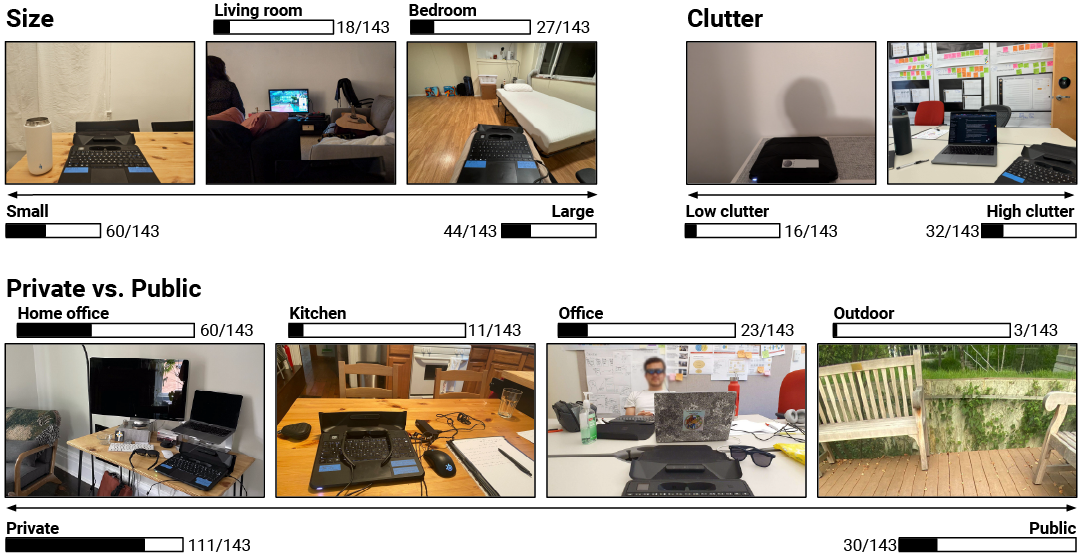 Size
Living room
18/143
Bedroom
27/143
Clutter
Small
60/143
Large
44/143
Low clutter
16/143
High clutter
32/143
Private vs. Public
Home office
60/143
Kitchen
11/143
Office
23/143
Outdoor
3/143
Private
111/143
Public
30/143